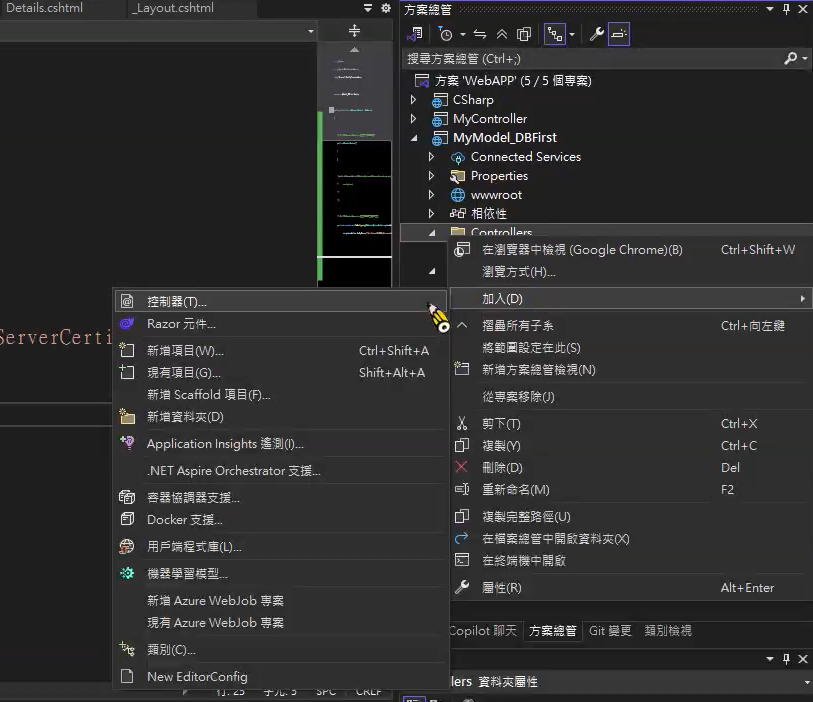 Details.cshtml
_Layout.cshtml
方案總管
搜尋方案總管 (Ctrl+;)
方案 'WebAPP' (5 / 5 個專案)
CSharp
MyController
MyModel_DBFirst
Connected Services
Properties
wwwroot
相依性
Controllers
在瀏覽器中檢視 (Google Chrome)(B) Ctrl+Shift+W
瀏覽方式(H)...
加入(D)
摺疊所有子系 Ctrl+向左鍵
將範圍設定在此(S)
新增方案總管檢視(N)
從專案移除(J)
剪下(T) Ctrl+X
複製(Y) Ctrl+C
刪除(D) Del
重新命名(M) F2
複製完整路徑(U)
在檔案總管中開啟資料夾(X)
在終端機中開啟
屬性(R) Alt+Enter
控制器(T)...
Razor 元件...
新增項目(W)... Ctrl+Shift+A
現有項目(G)... Shift+Alt+A
新增 Scaffold 項目(F)...
新增資料夾(D)
Application Insights 遙測(I)...
.NET Aspire Orchestrator 支援...
容器協調器支援...
Docker 支援...
用戶端程式庫(L)...
機器學習模型...
新增 Azure WebJob 專案
現有 Azure WebJob 專案
類別(C)...
New EditorConfig
ServerCerti
Copilot 聊天
方案總管
Git 變更
類別檢視
lers 資料夾屬性
行: 25 字元: 5 SPC CRLF